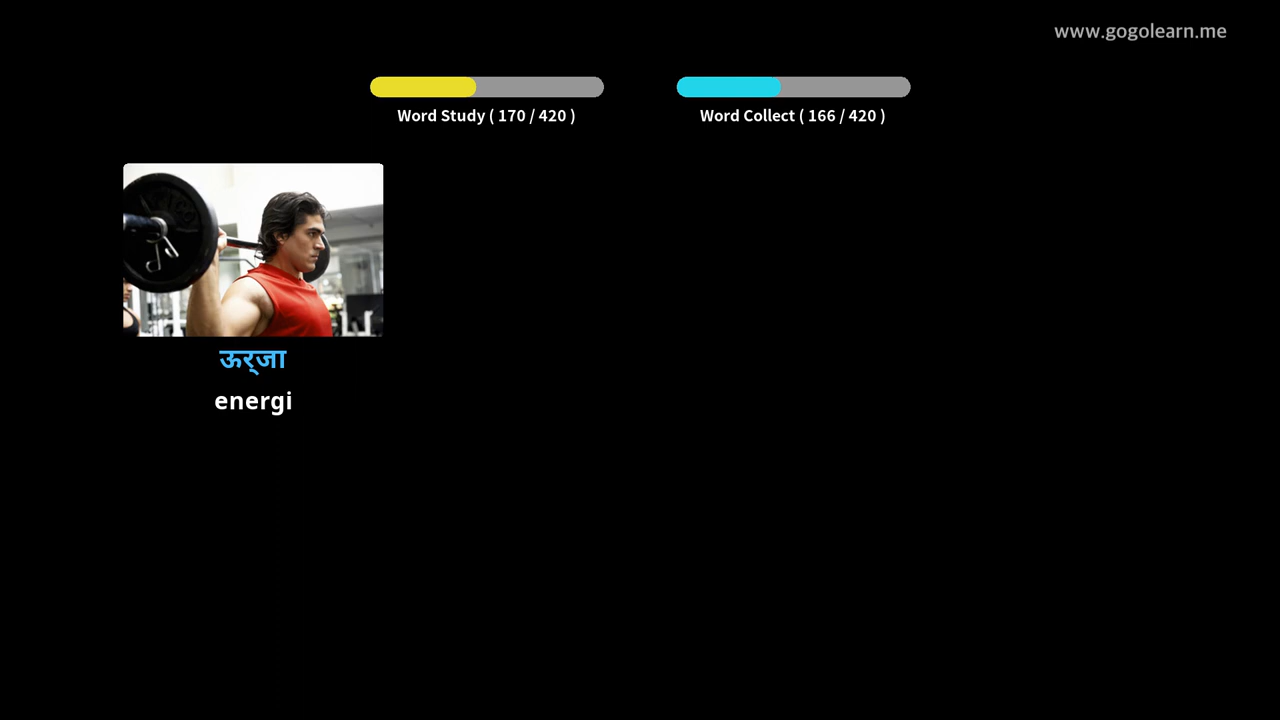 www.gogolearn.me
Word Study ( 170 / 420 )
Word Collect ( 166 / 420 )
ऊर्जा
energi